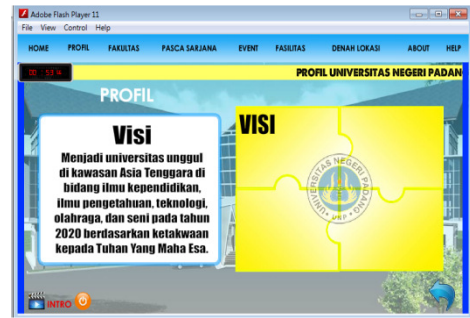 Adobe Flash Player 11
File View Control Help
HOME PROFIL FAKULTAS PASCA SARJANA EVENT FASILITAS DENAH LOKASI ABOUT HELP
PROFIL UNIVERSITAS NEGERI PADAN
PROFIL
Visi
Menjadi universitas unggul
di kawasan Asia Tenggara di
bidang ilmu kependidikan,
ilmu pengetahuan, teknologi,
olahraga, dan seni pada tahun
2020 berdasarkan ketakwaan
kepada Tuhan Yang Maha Esa.
VISI
UNIVERSITAS NEGERI PADANG
UNP
INTRO